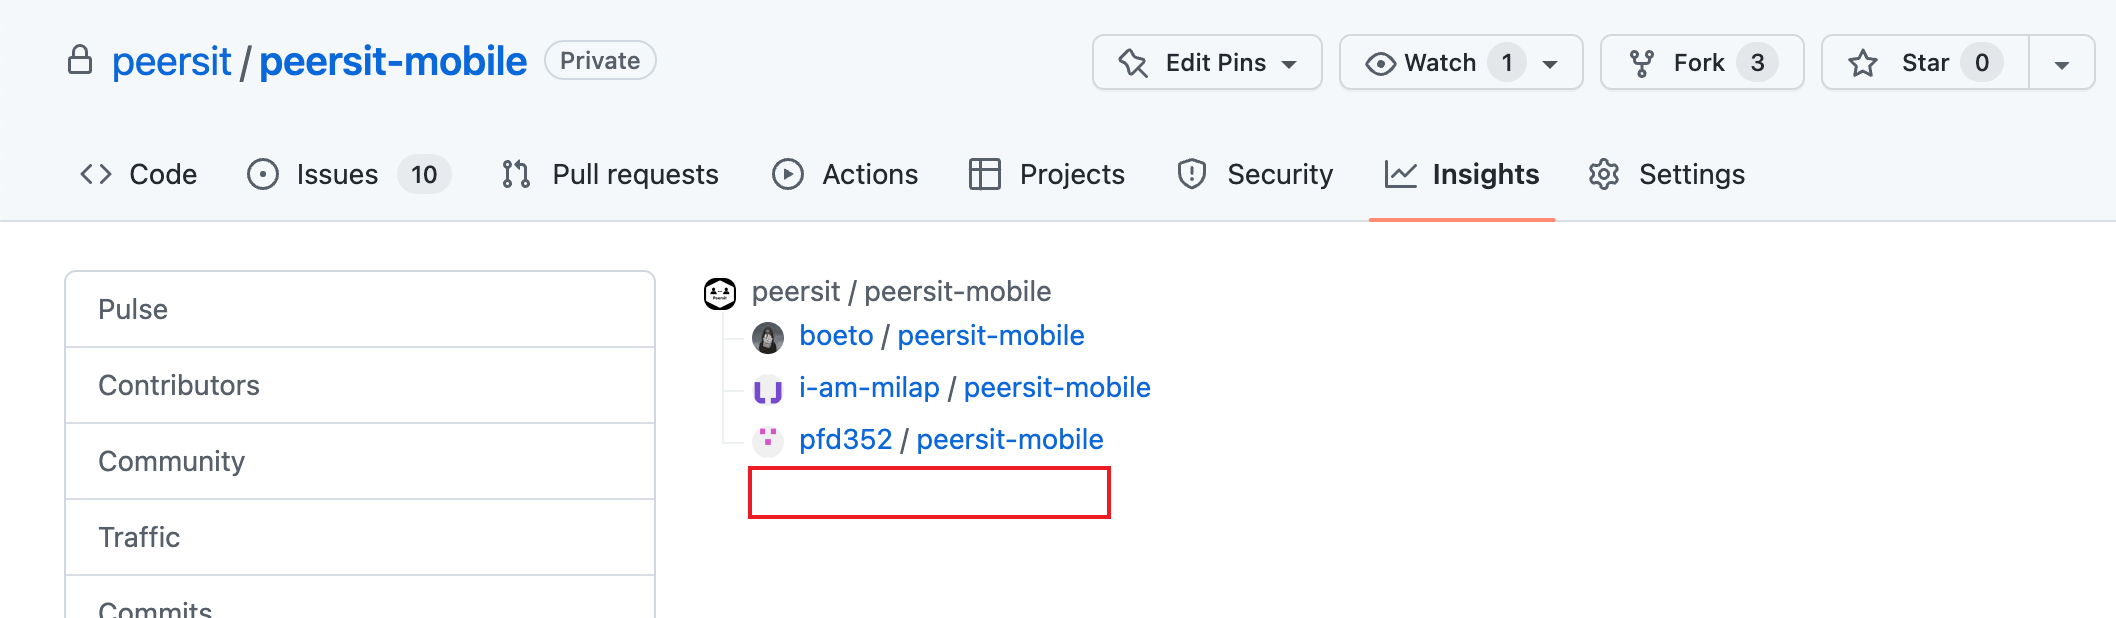 peersit / peersit-mobile Private Edit Pins Watch 1 Fork 3 Star 0
Code Issues 10 Pull requests Actions Projects Security Insights Settings
Pulse
Contributors
Community
Traffic
Commits
peersit / peersit-mobile
boeto / peersit-mobile
i-am-milap / peersit-mobile
pfd352 / peersit-mobile